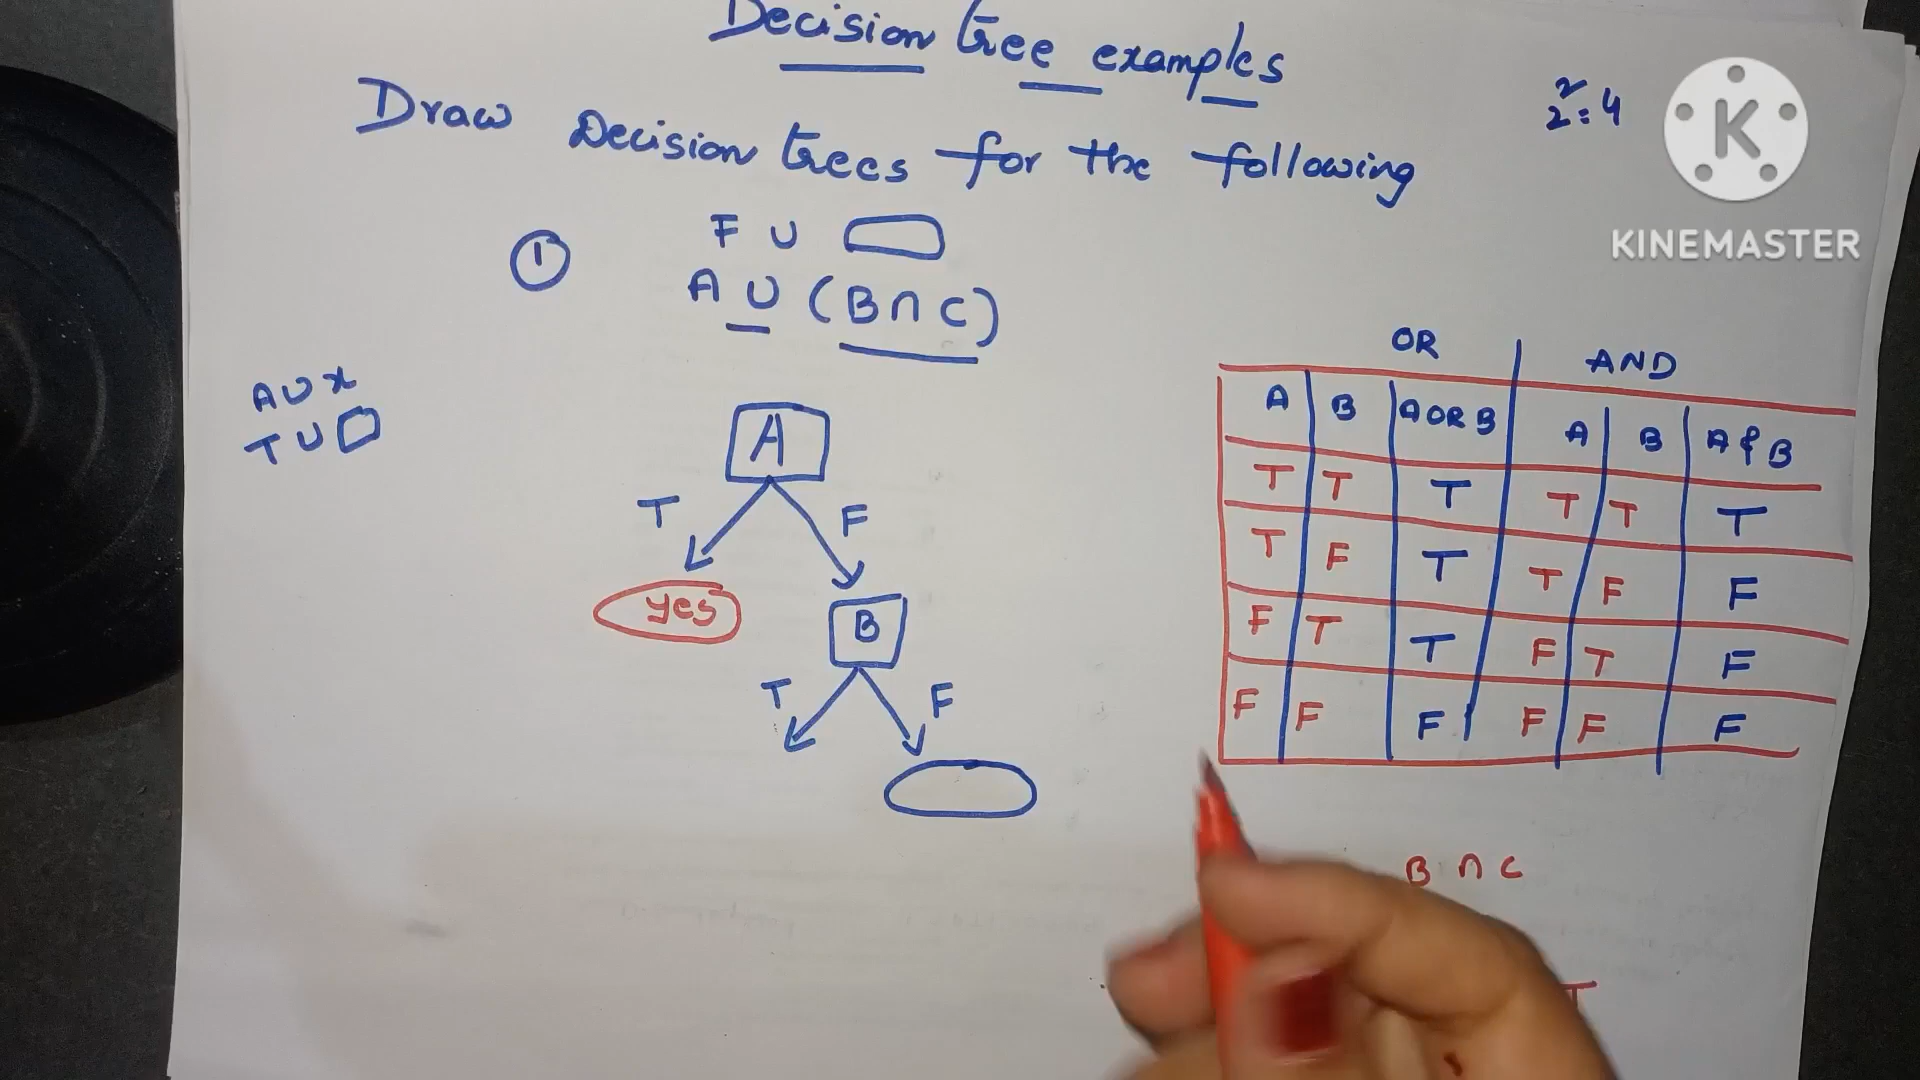 Decision tree examples
Draw Decision trees for the following
2² = 4
KINEMASTER
① F ∪
A ∪ (B ∩ C)
A ∪ x
T ∪
A
T F
yes
B
T F
OR AND
A B A OR B A B A & B
T T T T T T
T F T T F F
F T T F T F
F F F F F F
B ∩ C
T